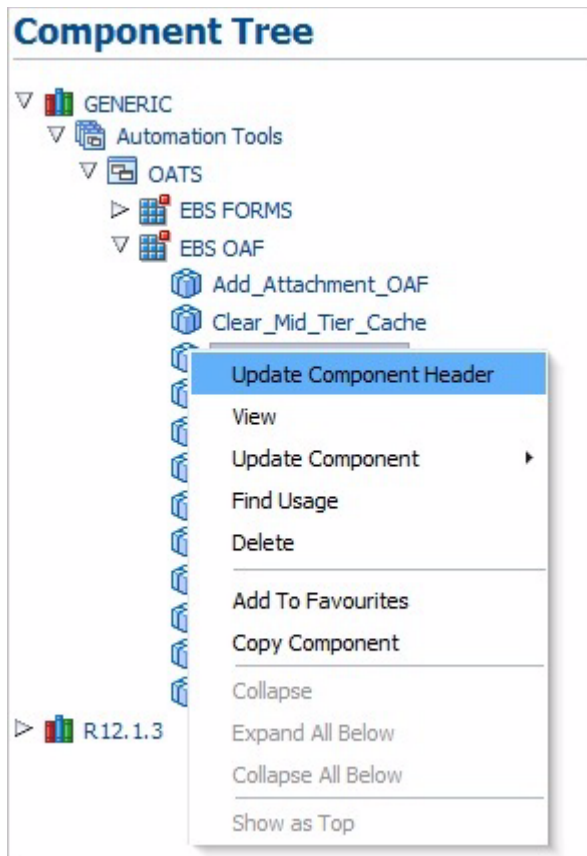 Component Tree
GENERIC
Automation Tools
OATS
EBS FORMS
EBS OAF
Add_Attachment_OAF
Clear_Mid_Tier_Cache
Update Component Header
View
Update Component
Find Usage
Delete
Add To Favourites
Copy Component
Collapse
Expand All Below
Collapse All Below
Show as Top
R12.1.3